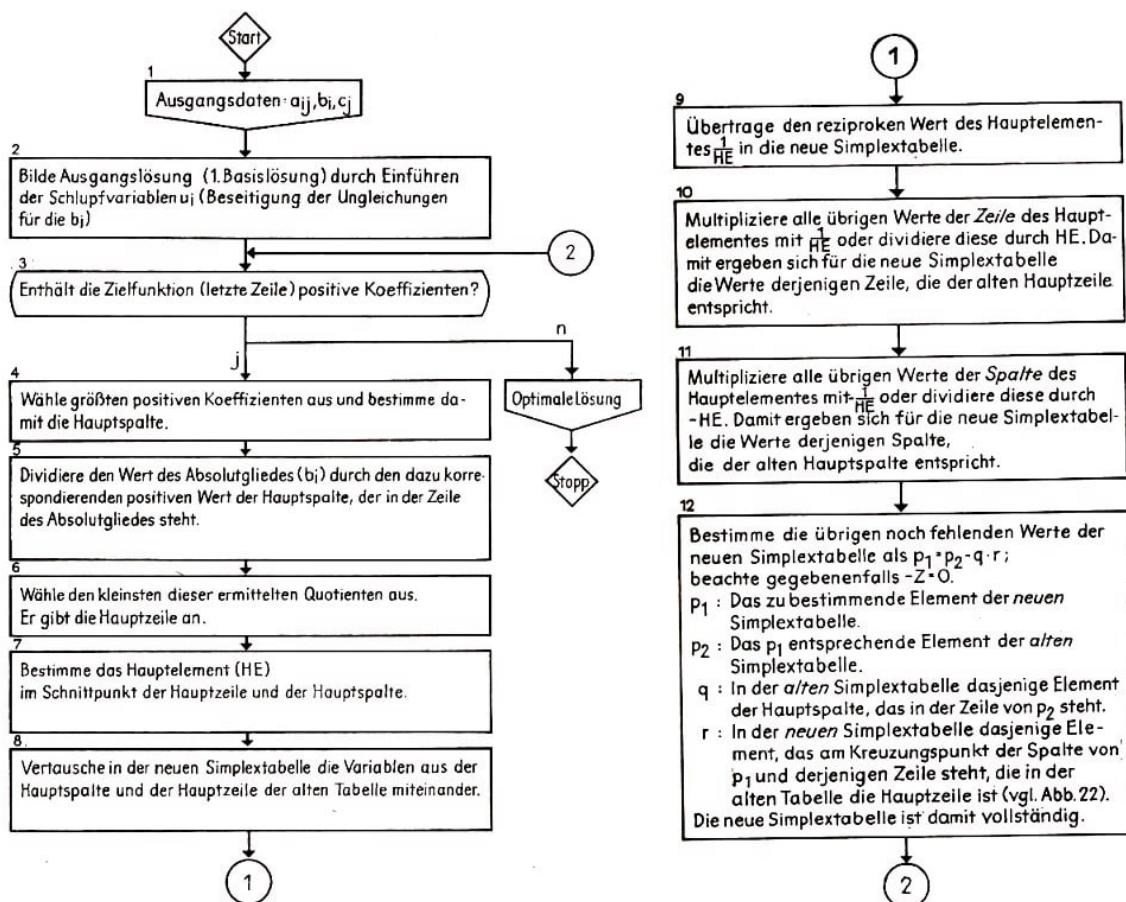 Start
1
Ausgangsdaten: aij, bi, cj
2
Bilde Ausgangslösung (1. Basislösung) durch Einführen
der Schlupfvariablen ui (Beseitigung der Ungleichungen
für die bi)
2
3
Enthält die Zielfunktion (letzte Zeile) positive Koeffizienten?
j
n
4
Wähle größten positiven Koeffizienten aus und bestimme da-
mit die Hauptspalte.
Optimale Lösung
Stopp
5
Dividiere den Wert des Absolutgliedes (bi) durch den dazu korre-
spondierenden positiven Wert der Hauptspalte, der in der Zeile
des Absolutgliedes steht.
6
Wähle den kleinsten dieser ermittelten Quotienten aus.
Er gibt die Hauptzeile an.
7
Bestimme das Hauptelement (HE)
im Schnittpunkt der Hauptzeile und der Hauptspalte.
8
Vertausche in der neuen Simplextabelle die Variablen aus der
Hauptspalte und der Hauptzeile der alten Tabelle miteinander.
1
1
9
Übertrage den reziproken Wert des Hauptelemen-
tes 1/HE in die neue Simplextabelle.
10
Multipliziere alle übrigen Werte der Zeile des Haupt-
elementes mit 1/HE oder dividiere diese durch HE. Da-
mit ergeben sich für die neue Simplextabelle
die Werte derjenigen Zeile, die der alten Hauptzeile
entspricht.
11
Multipliziere alle übrigen Werte der Spalte des
Hauptelementes mit -1/HE oder dividiere diese durch
-HE. Damit ergeben sich für die neue Simplextabel-
le die Werte derjenigen Spalte,
die der alten Hauptspalte entspricht.
12
Bestimme die übrigen noch fehlenden Werte der
neuen Simplextabelle als p1 = p2 - q · r;
beachte gegebenenfalls -Z = 0.
p1 : Das zu bestimmende Element der neuen
Simplextabelle.
p2 : Das p1 entsprechende Element der alten
Simplextabelle.
q : In der alten Simplextabelle dasjenige Element
der Hauptspalte, das in der Zeile von p2 steht.
r : In der neuen Simplextabelle dasjenige Ele-
ment, das am Kreuzungspunkt der Spalte von
p1 und derjenigen Zeile steht, die in der
alten Tabelle die Hauptzeile ist (vgl. Abb. 22).
Die neue Simplextabelle ist damit vollständig.
2